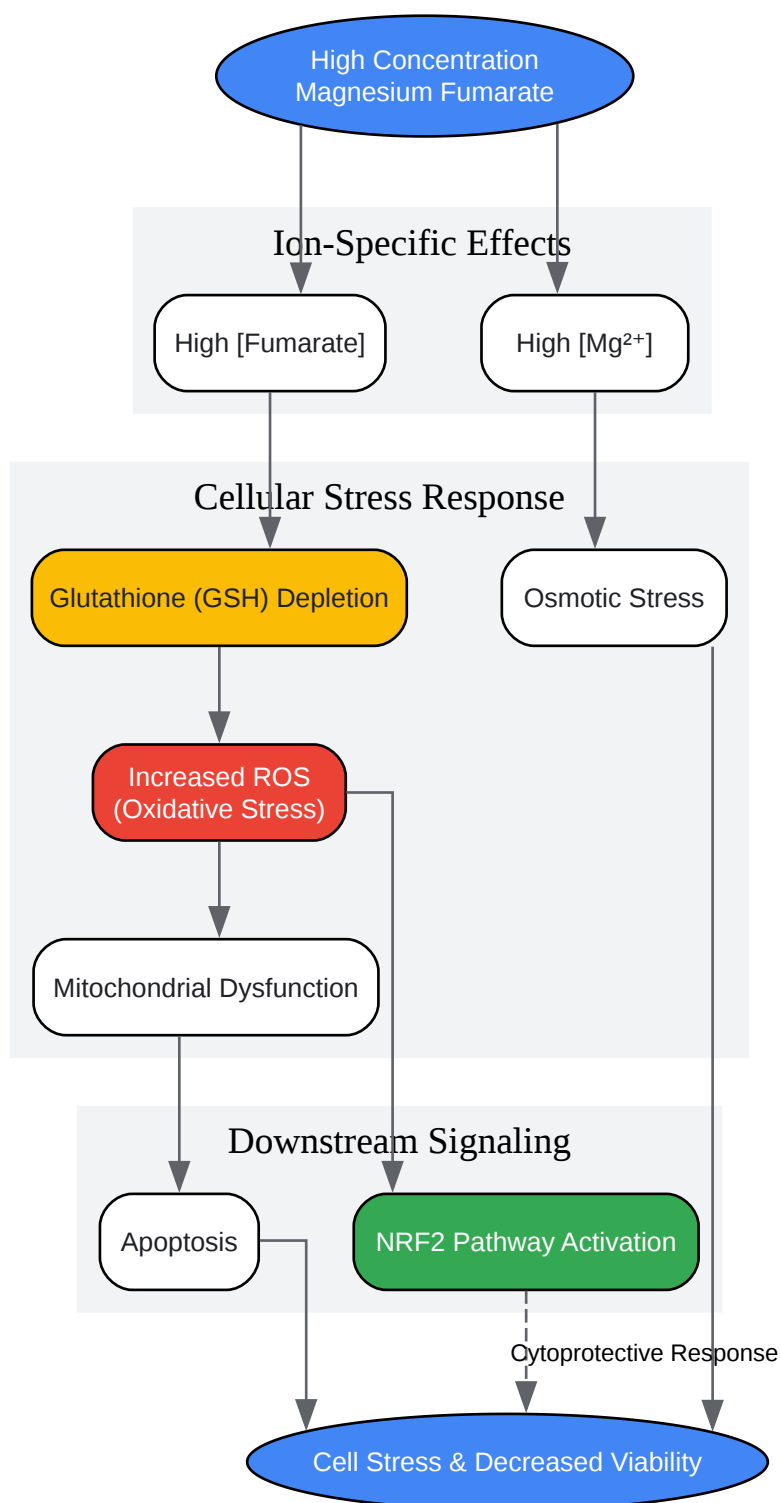 High Concentration
Magnesium Fumarate
Ion-Specific Effects
High [Fumarate]
High [Mg²⁺]
Cellular Stress Response
Glutathione (GSH) Depletion
Osmotic Stress
Increased ROS
(Oxidative Stress)
Mitochondrial Dysfunction
Downstream Signaling
Apoptosis
NRF2 Pathway Activation
Cytoprotective Response
Cell Stress & Decreased Viability